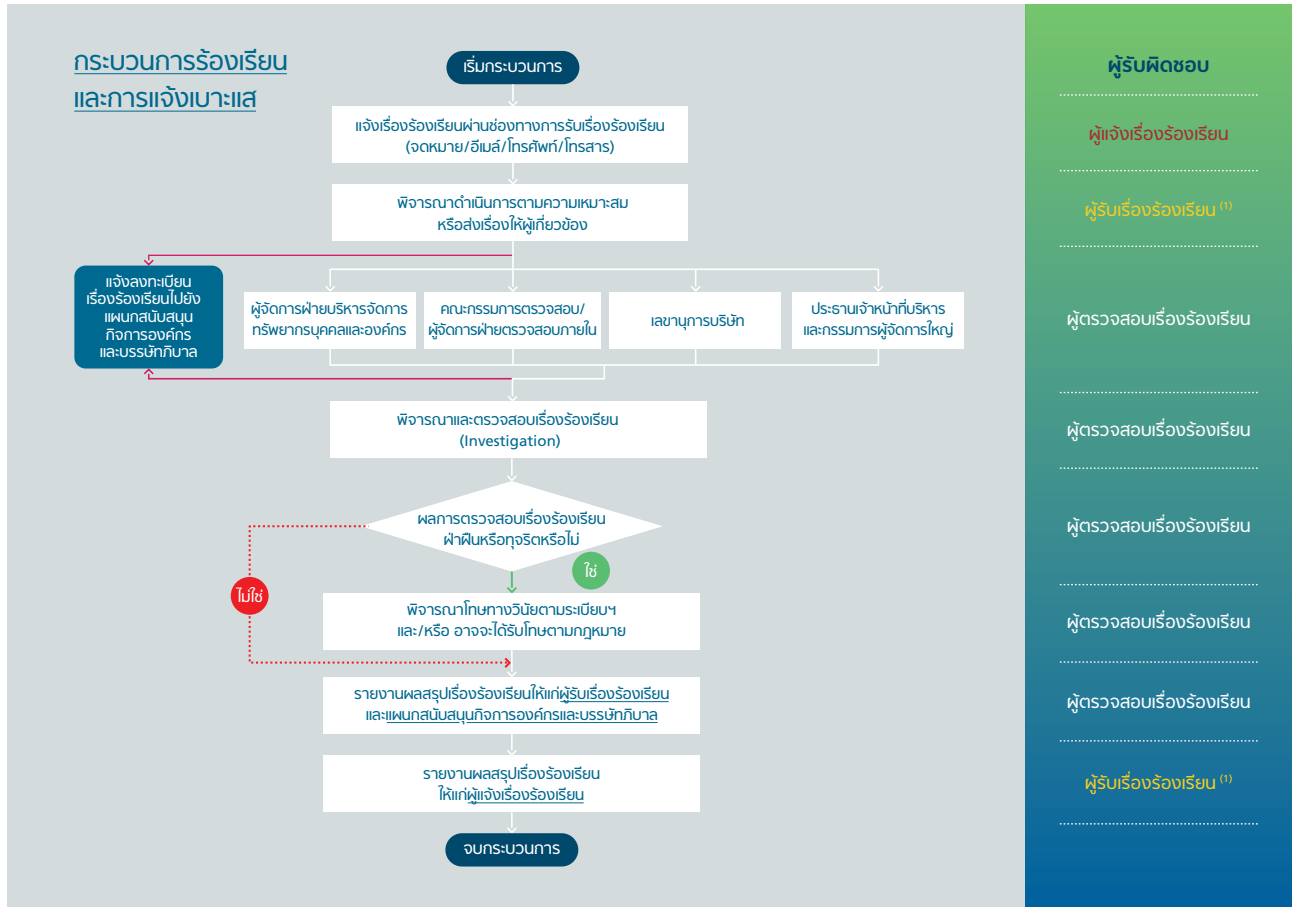 กระบวนการร้องเรียน
และการแจ้งเบาะแส
เริ่มกระบวนการ
ผู้รับผิดชอบ
แจ้งเรื่องร้องเรียนผ่านช่องทางการรับเรื่องร้องเรียน
(จดหมาย/อีเมล์/โทรศัพท์/โทรสาร)
ผู้แจ้งเรื่องร้องเรียน
พิจารณาดำเนินการตามความเหมาะสม
หรือส่งเรื่องให้ผู้เกี่ยวข้อง
ผู้รับเรื่องร้องเรียน (1)
แจ้งลงทะเบียน
เรื่องร้องเรียนไปยัง
แผนกสนับสนุน
กิจการองค์กร
และบรรษัทภิบาล
ผู้จัดการฝ่ายบริหารจัดการ
ทรัพยากรบุคคลและองค์กร
คณะกรรมการตรวจสอบ/
ผู้จัดการฝ่ายตรวจสอบภายใน
เลขานุการบริษัท
ประธานเจ้าหน้าที่บริหาร
และกรรมการผู้จัดการใหญ่
ผู้ตรวจสอบเรื่องร้องเรียน
พิจารณาและตรวจสอบเรื่องร้องเรียน
(Investigation)
ผู้ตรวจสอบเรื่องร้องเรียน
ผลการตรวจสอบเรื่องร้องเรียน
ฝ่าฝืนหรือทุจริตหรือไม่
ผู้ตรวจสอบเรื่องร้องเรียน
ใช่
ไม่ใช่
พิจารณาโทษทางวินัยตามระเบียบฯ
และ/หรือ อาจจะได้รับโทษตามกฎหมาย
ผู้ตรวจสอบเรื่องร้องเรียน
รายงานผลสรุปเรื่องร้องเรียนให้แก่ผู้รับเรื่องร้องเรียน
และแผนกสนับสนุนกิจการองค์กรและบรรษัทภิบาล
ผู้ตรวจสอบเรื่องร้องเรียน
รายงานผลสรุปเรื่องร้องเรียน
ให้แก่ผู้แจ้งเรื่องร้องเรียน
ผู้รับเรื่องร้องเรียน (1)
จบกระบวนการ